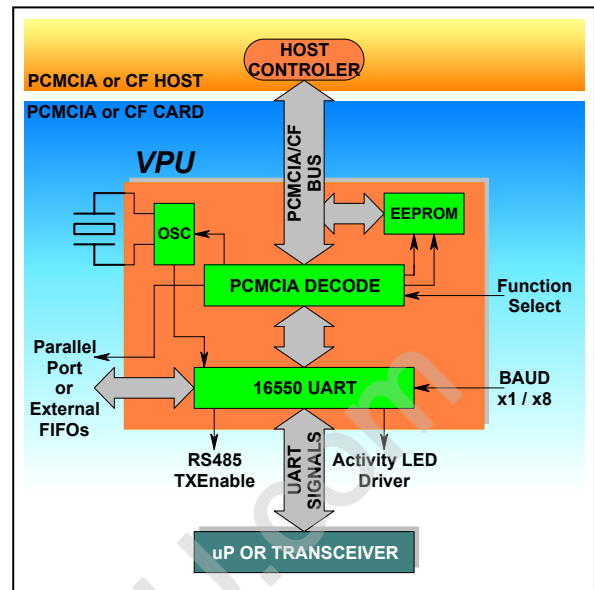 HOST
CONTROLER
PCMCIA or CF HOST
PCMCIA or CF CARD
VPU
PCMCIA/CF
BUS
OSC
EEPROM
PCMCIA DECODE
Function
Select
Parallel
Port
or
External
FIFOs
16550 UART
BAUD
x1 / x8
RS485
TXEnable
UART
SIGNALS
Activity LED
Driver
uP OR TRANSCEIVER